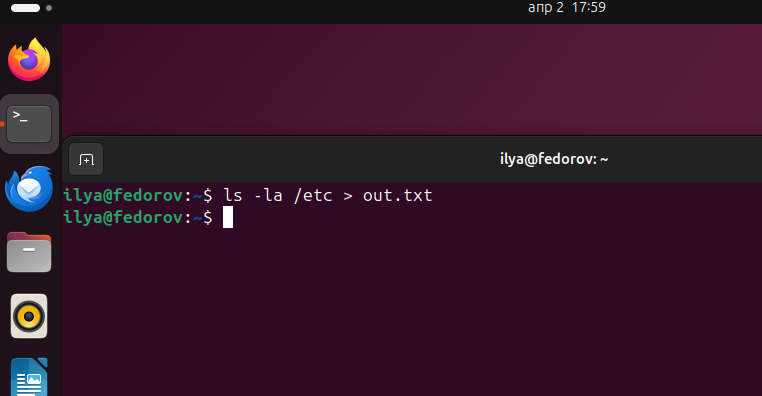 апр 2 17:59
>_
ilya@fedorov: ~
ilya@fedorov:~$ ls -la /etc > out.txt
ilya@fedorov:~$